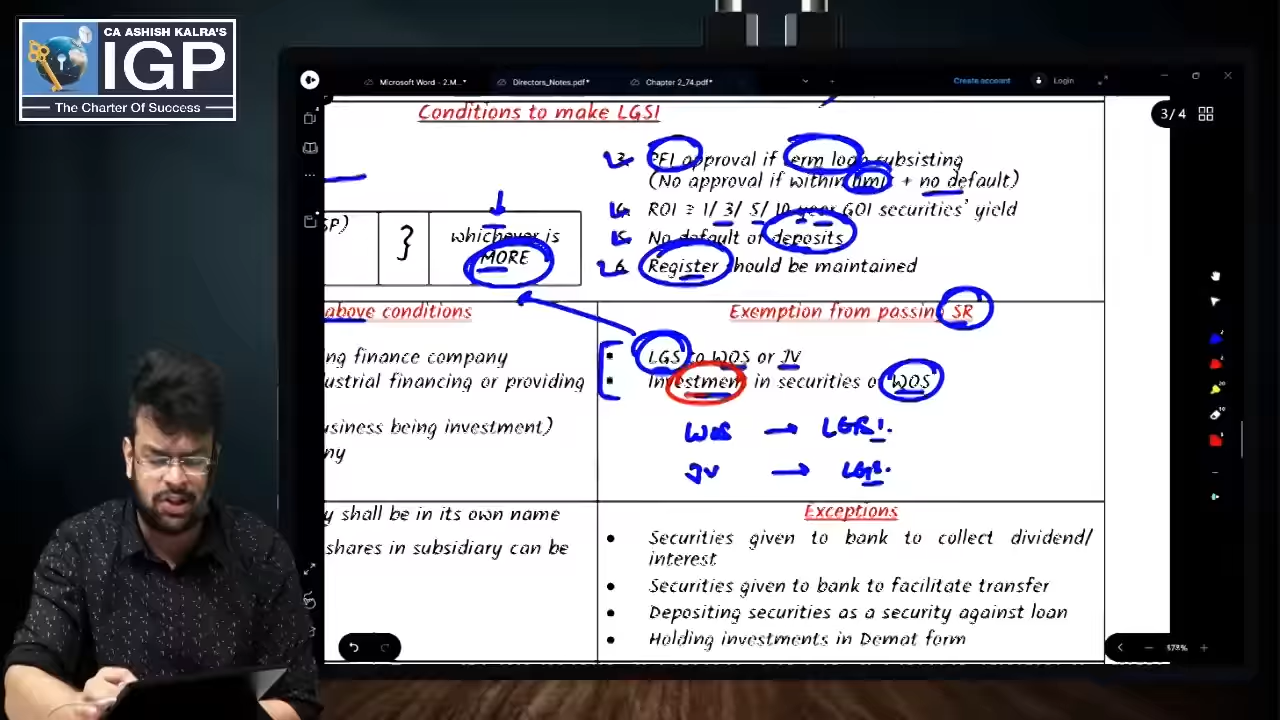 CA ASHISH KALRA'S
IGP
The Charter Of Success
Microsoft Word - 2.M...*
Directors_Notes.pdf*
Chapter 2_74.pdf*
Create account
Login
3/4
Conditions to make LGSI
3. PFI approval if term loan subsisting
(No approval if within limit + no default)
4. ROI ≥ 1/ 3/ 5/ 10 year GOI securities' yield
5. No default of deposits
6. Register should be maintained
SP)
}
whichever is
MORE
above conditions
ng finance company
dustrial financing or providing
usiness being investment)
ny
Exemption from passing SR
LGS to WOS or JV
Investment in securities of WOS
WOS → LGSI.
JV → LGS.
y shall be in its own name
shares in subsidiary can be
Exceptions
Securities given to bank to collect dividend/
interest
Securities given to bank to facilitate transfer
Depositing securities as a security against loan
Holding investments in Demat form